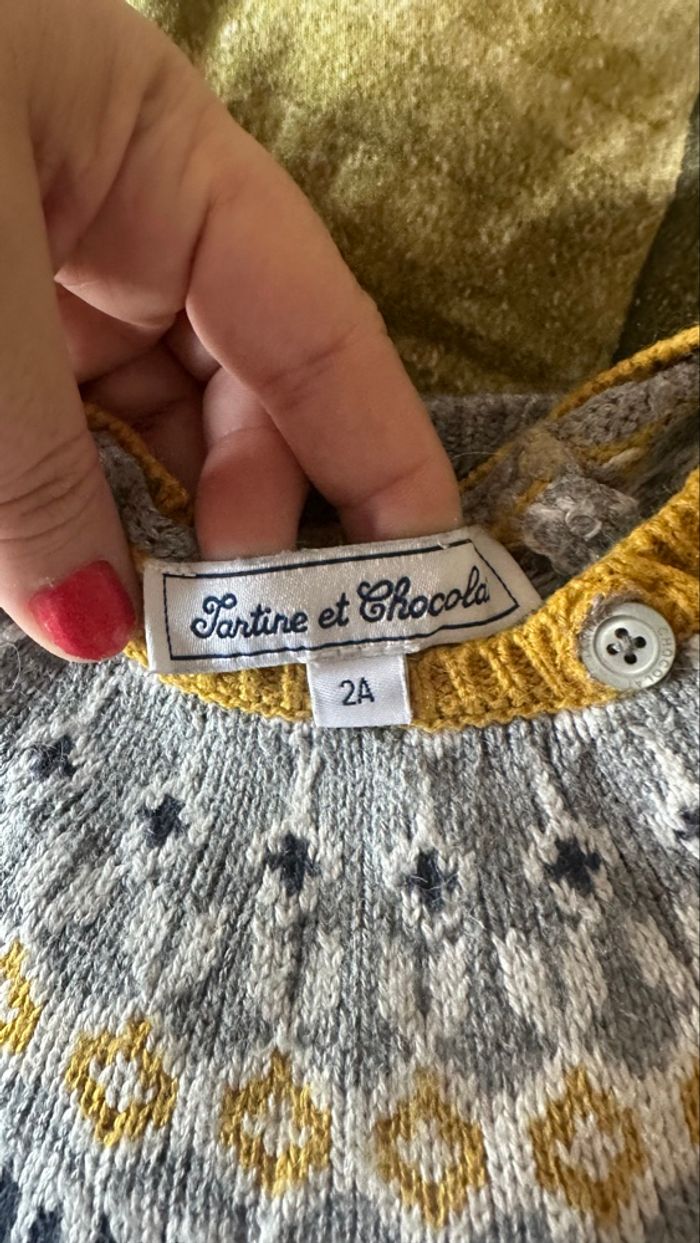 Tartine et Chocolat
2A